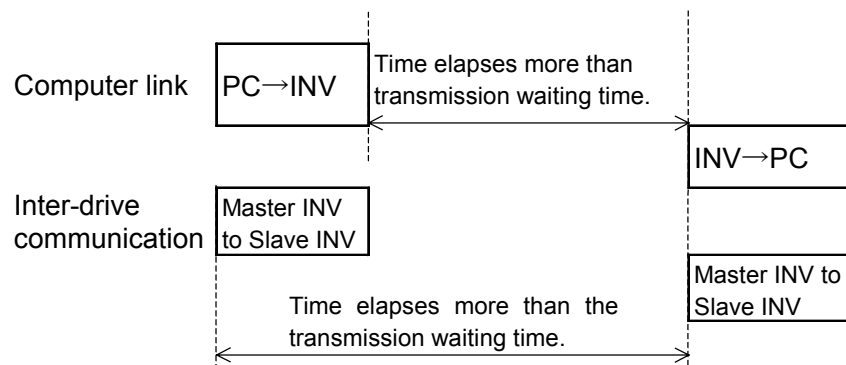 Computer link
PC→INV
Time elapses more than
transmission waiting time.
INV→PC
Inter-drive
communication
Master INV
to Slave INV
Master INV to
Slave INV
Time elapses more than the
transmission waiting time.